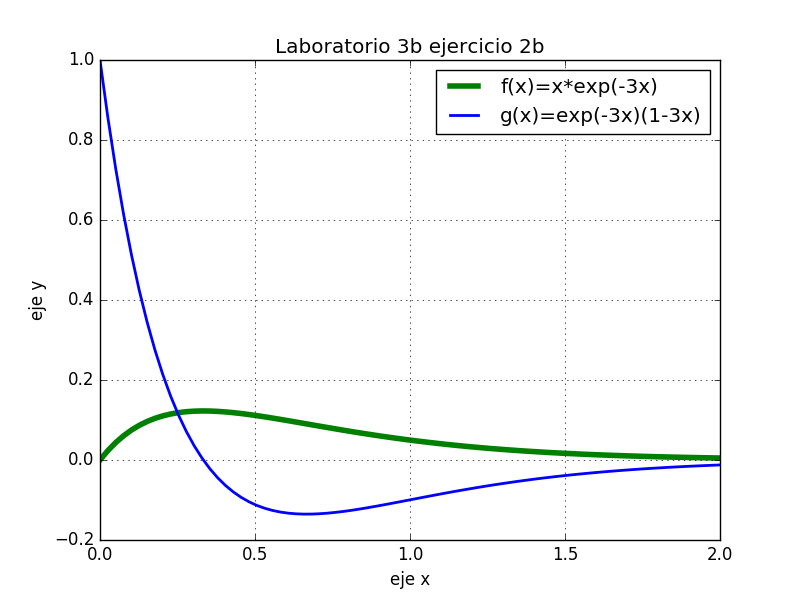 Laboratorio 3b ejercicio 2b
f(x)=x*exp(-3x)
g(x)=exp(-3x)(1-3x)
1.0
0.8
0.6
0.4
0.2
0.0
−0.2
eje y
0.0 0.5 1.0 1.5 2.0
eje x